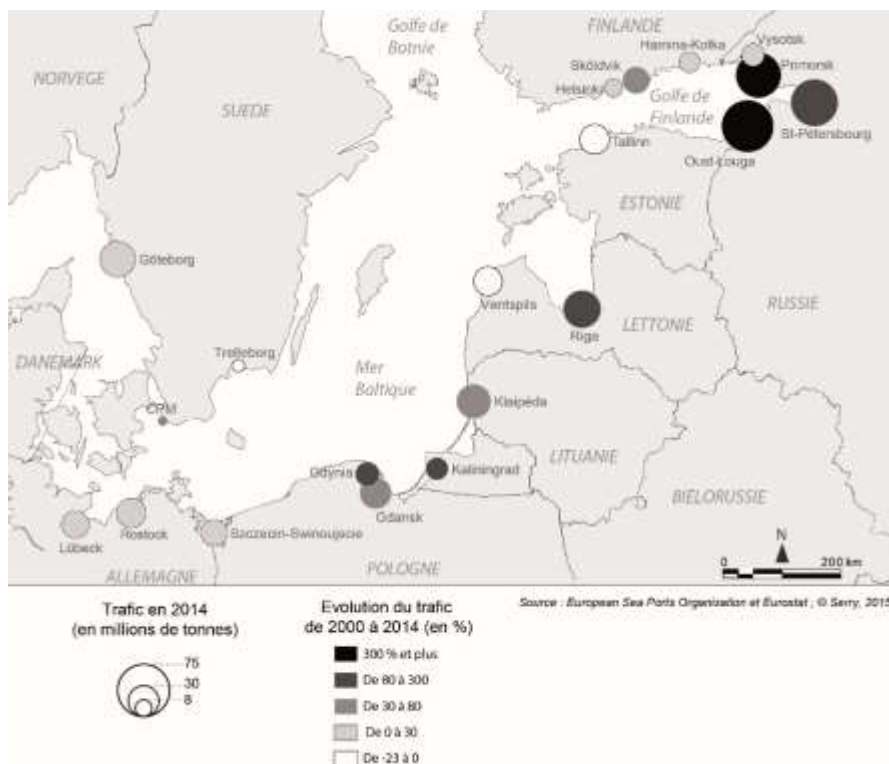 Golfe de
Botnie
FINLANDE
Hamina-Kotka
Vysotsk
Sköldvik
Primorsk
NORVEGE
Helsinki
Golfe de
Finlande
SUEDE
St-Pétersbourg
Tallinn
Oust-Louga
ESTONIE
Göteborg
Ventspils
RUSSIE
Riga
LETTONIE
DANEMARK
Trelleborg
Mer
Baltique
CPM
Klaipéda
LITUANIE
Gdynia
Kaliningrad
BIÉLORUSSIE
Gdansk
Rostock
Szczecin-Swinoujscie
Lübeck
N
0 200 km
ALLEMAGNE
POLOGNE
Source : European Sea Ports Organization et Eurostat ; © Serry, 2015
Trafic en 2014
(en millions de tonnes)
75
30
8
Evolution du trafic
de 2000 à 2014 (en %)
300 % et plus
De 80 à 300
De 30 à 80
De 0 à 30
De -23 à 0